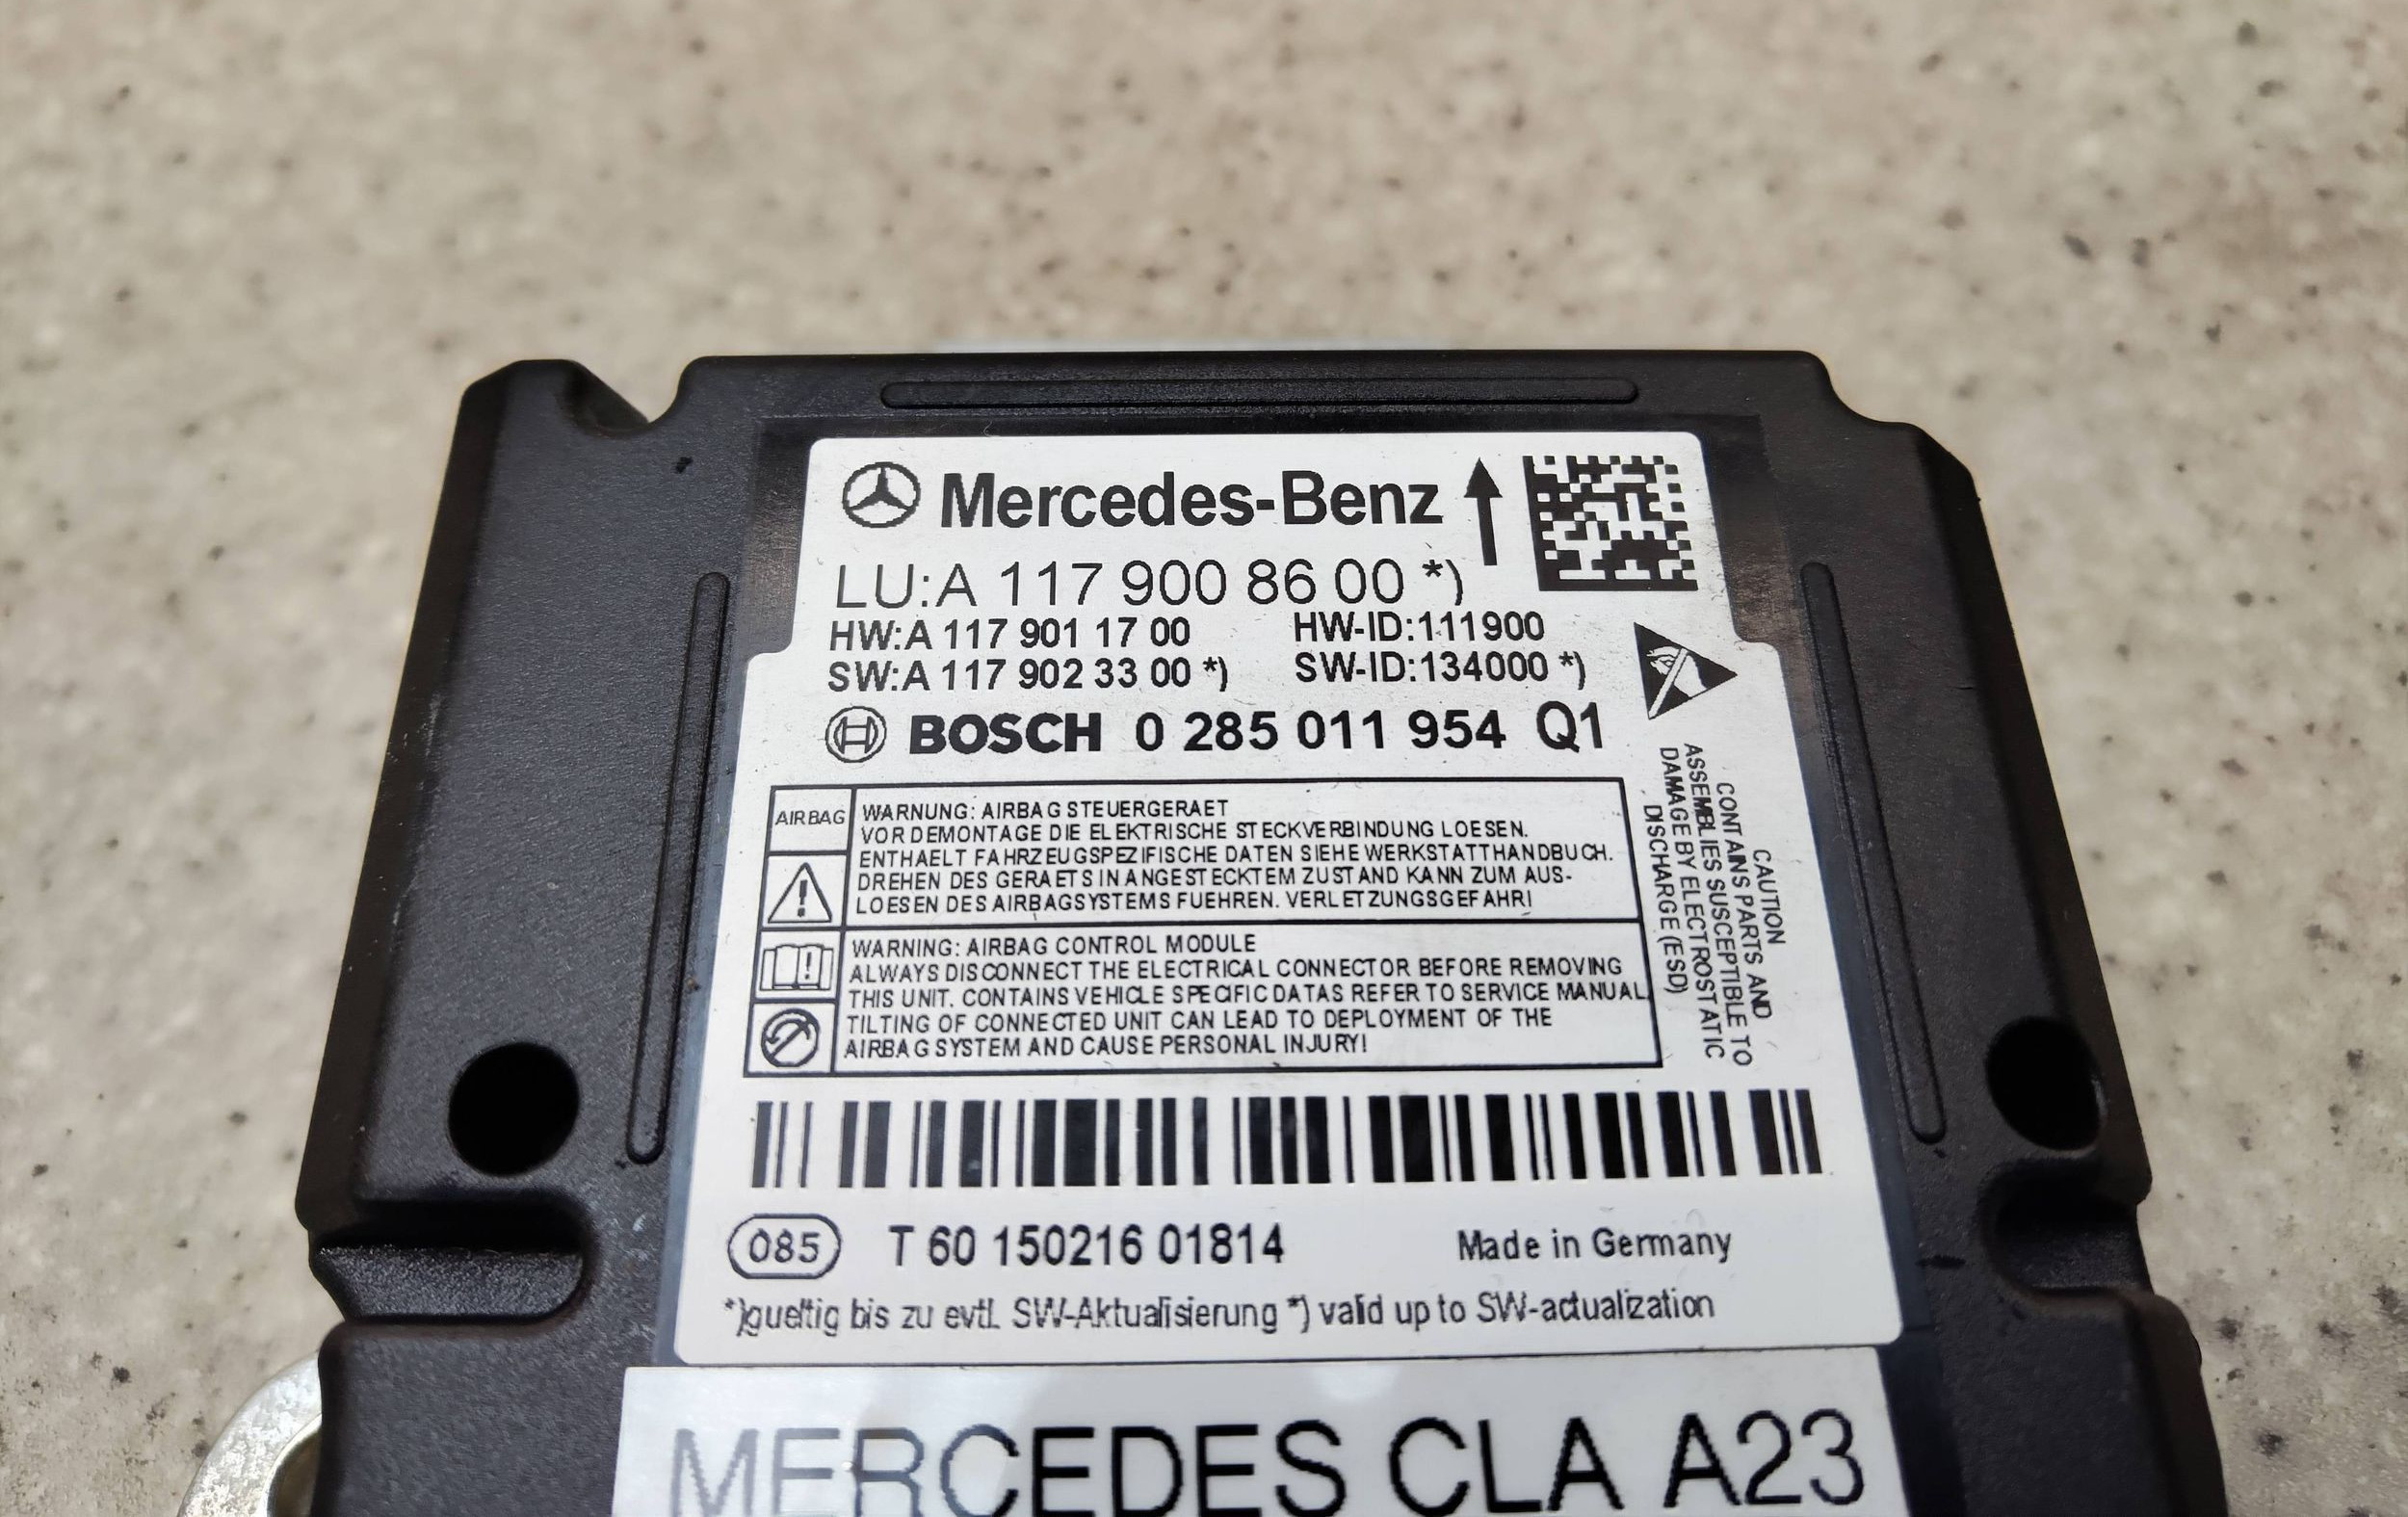 Mercedes-Benz
LU:A 117 900 86 00 *)
HW:A 117 901 17 00 HW-ID:111900
SW:A 117 902 33 00 *) SW-ID:134000 *)
BOSCH 0 285 011 954 Q1
AIRBAG
WARNUNG: AIRBAG STEUERGERAET
VOR DEMONTAGE DIE ELEKTRISCHE STECKVERBINDUNG LOESEN.
ENTHAELT FAHRZEUGSPEZIFISCHE DATEN SIEHE WERKSTATTHANDBUCH.
DREHEN DES GERAETS IN ANGESTECKTEM ZUSTAND KANN ZUM AUS-
LOESEN DES AIRBAGSYSTEMS FUEHREN. VERLETZUNGSGEFAHR!
WARNING: AIRBAG CONTROL MODULE
ALWAYS DISCONNECT THE ELECTRICAL CONNECTOR BEFORE REMOVING
THIS UNIT. CONTAINS VEHICLE SPECIFIC DATAS REFER TO SERVICE MANUAL
TILTING OF CONNECTED UNIT CAN LEAD TO DEPLOYMENT OF THE
AIRBAG SYSTEM AND CAUSE PERSONAL INJURY!
CAUTION
CONTAINS PARTS AND
ASSEMBLIES SUSCEPTIBLE TO
DAMAGE BY ELECTROSTATIC
DISCHARGE (ESD)
085 T 60 150216 01814 Made in Germany
*)gueltig bis zu evtl. SW-Aktualisierung *) valid up to SW-actualization
MERCEDES CLA A23